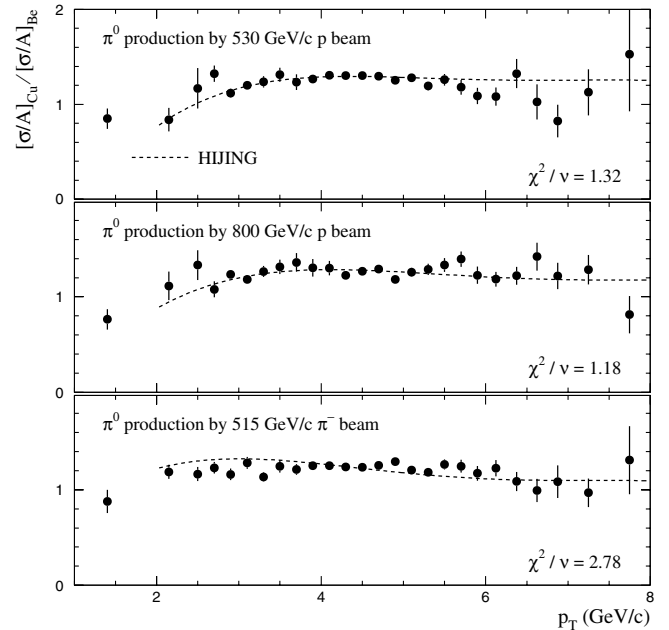 [σ/A]Cu / [σ/A]Be
2
π⁰ production by 530 GeV/c p beam
1
HIJING
χ² / ν = 1.32
0
π⁰ production by 800 GeV/c p beam
1
χ² / ν = 1.18
0
π⁰ production by 515 GeV/c π⁻ beam
1
χ² / ν = 2.78
0
2 4 6 8
pT (GeV/c)